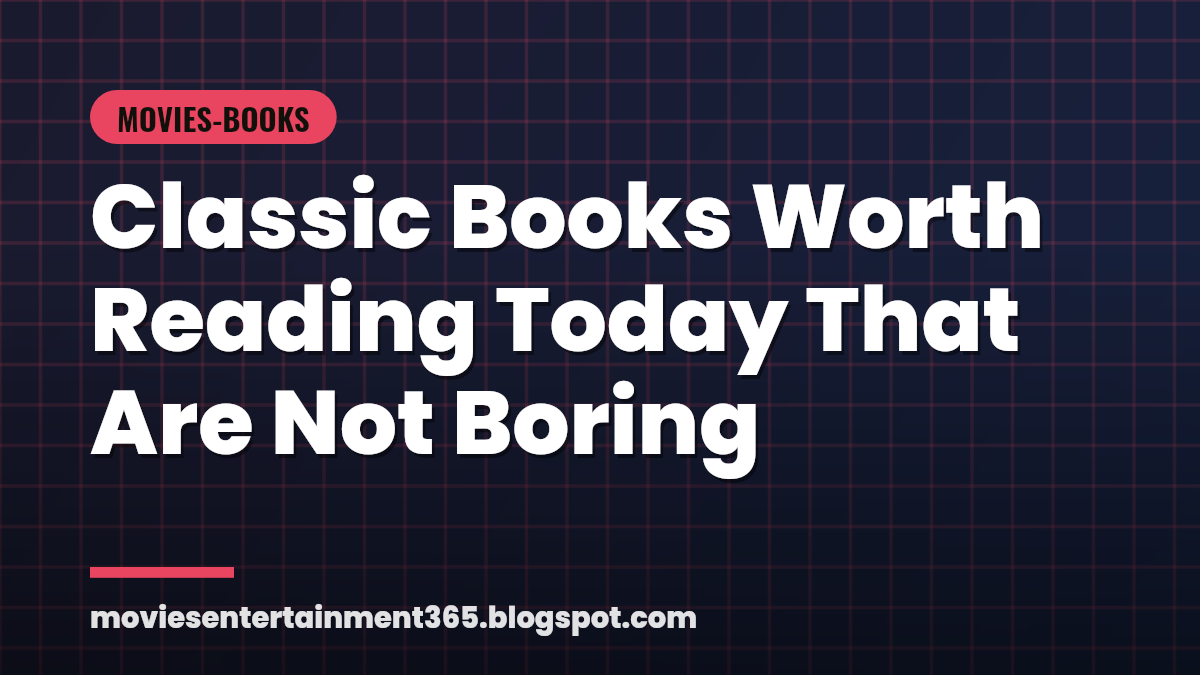 MOVIES-BOOKS
Classic Books Worth
Reading Today That
Are Not Boring
moviesentertainment365.blogspot.com